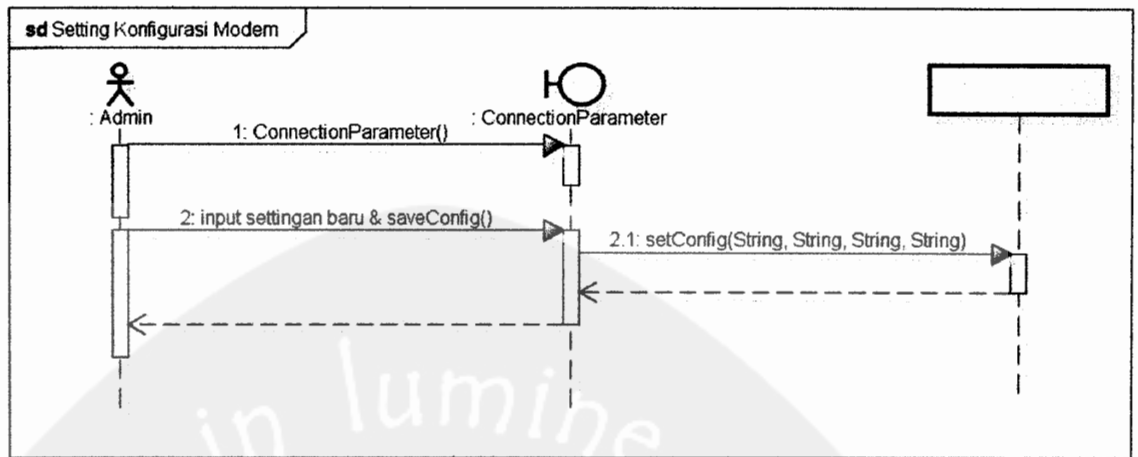 sd Setting Konfigurasi Modem
: Admin
: ConnectionParameter
1: ConnectionParameter()
2: input settingan baru & saveConfig()
2.1: setConfig(String, String, String, String)
in lumine